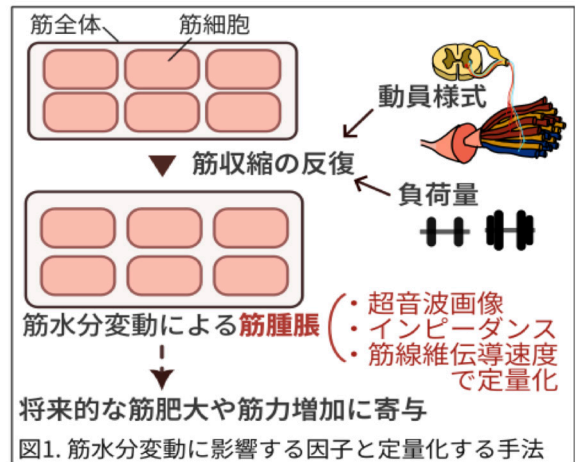 筋全体
筋細胞
動員様式
筋収縮の反復
負荷量
筋水分変動による筋腫脹
・超音波画像
・インピーダンス
・筋線維伝導速度
で定量化
将来的な筋肥大や筋力増加に寄与
図1. 筋水分変動に影響する因子と定量化する手法